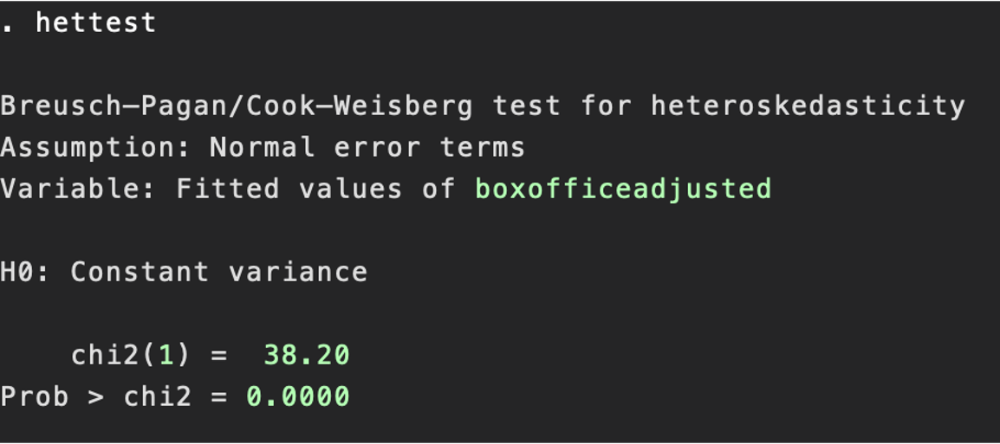 . hettest
Breusch–Pagan/Cook–Weisberg test for heteroskedasticity
Assumption: Normal error terms
Variable: Fitted values of boxofficeadjusted
H0: Constant variance
chi2(1) = 38.20
Prob > chi2 = 0.0000